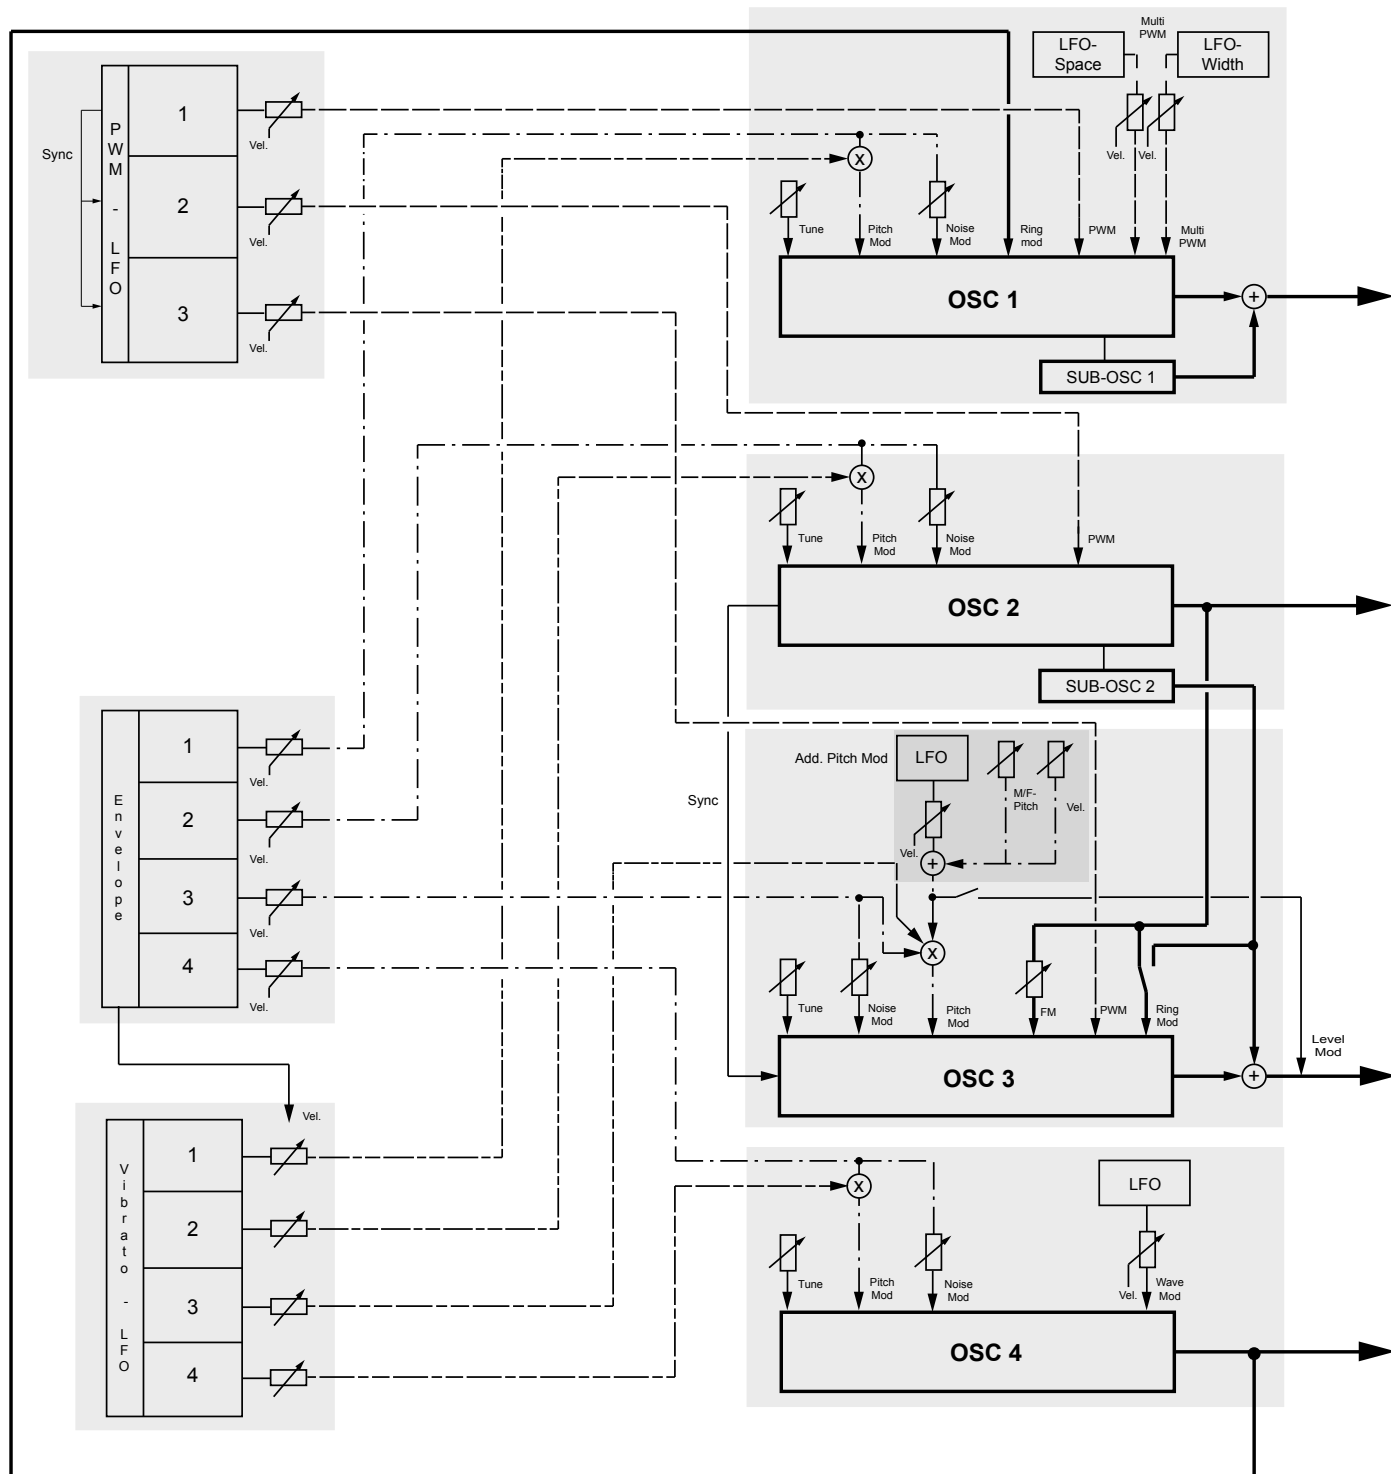 Multi
PWM
LFO-
Space
LFO-
Width
P
W
M
-
L
F
O
1
2
3
Sync
Vel.
Vel.
Vel.
Vel.
Vel.
X
Tune
Pitch
Mod
Noise
Mod
Ring
mod
PWM
Multi
PWM
OSC 1
+
SUB-OSC 1
X
Tune
Pitch
Mod
Noise
Mod
PWM
OSC 2
SUB-OSC 2
E
n
v
e
l
o
p
e
1
2
3
4
Vel.
Vel.
Vel.
Vel.
Sync
Add. Pitch Mod
LFO
M/F-
Pitch
Vel.
Vel.
+
X
Tune
Noise
Mod
Pitch
Mod
FM
PWM
Ring
Mod
Level
Mod
OSC 3
+
V
i
b
r
a
t
o
-
L
F
O
1
2
3
4
Vel.
X
LFO
Tune
Pitch
Mod
Noise
Mod
Vel.
Wave
Mod
OSC 4